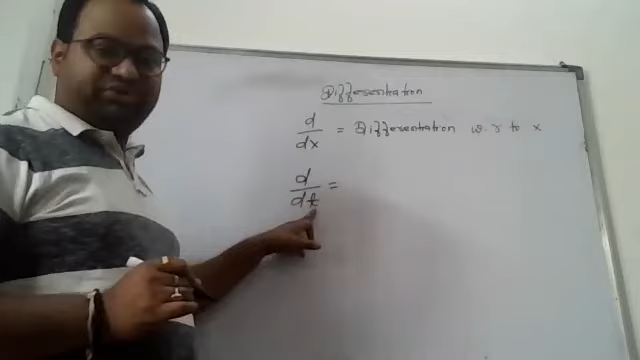 Differentiation
d/dx = Differentiation w.r to x
d/dt =